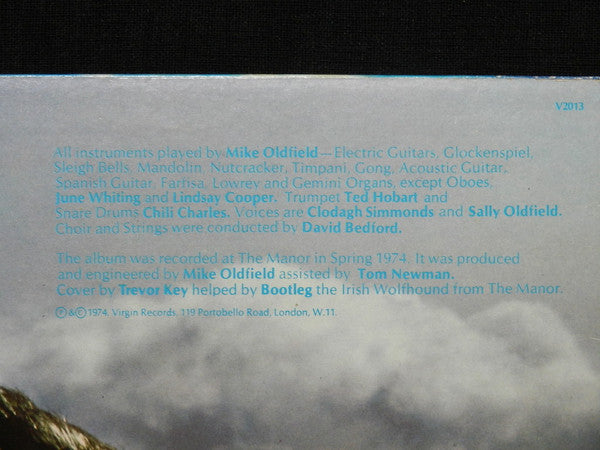 V2013
All instruments played by Mike Oldfield—Electric Guitars, Glockenspiel,
Sleigh Bells, Mandolin, Nutcracker, Timpani, Gong, Acoustic Guitar,
Spanish Guitar, Farfisa, Lowrey and Gemini Organs, except Oboes,
June Whiting and Lindsay Cooper. Trumpet Ted Hobart and
Snare Drums Chili Charles. Voices are Clodagh Simmonds and Sally Oldfield.
Choir and Strings were conducted by David Bedford.
The album was recorded at The Manor in Spring 1974. It was produced
and engineered by Mike Oldfield assisted by Tom Newman.
Cover by Trevor Key helped by Bootleg the Irish Wolfhound from The Manor.
℗&©1974. Virgin Records. 119 Portobello Road, London, W.11.